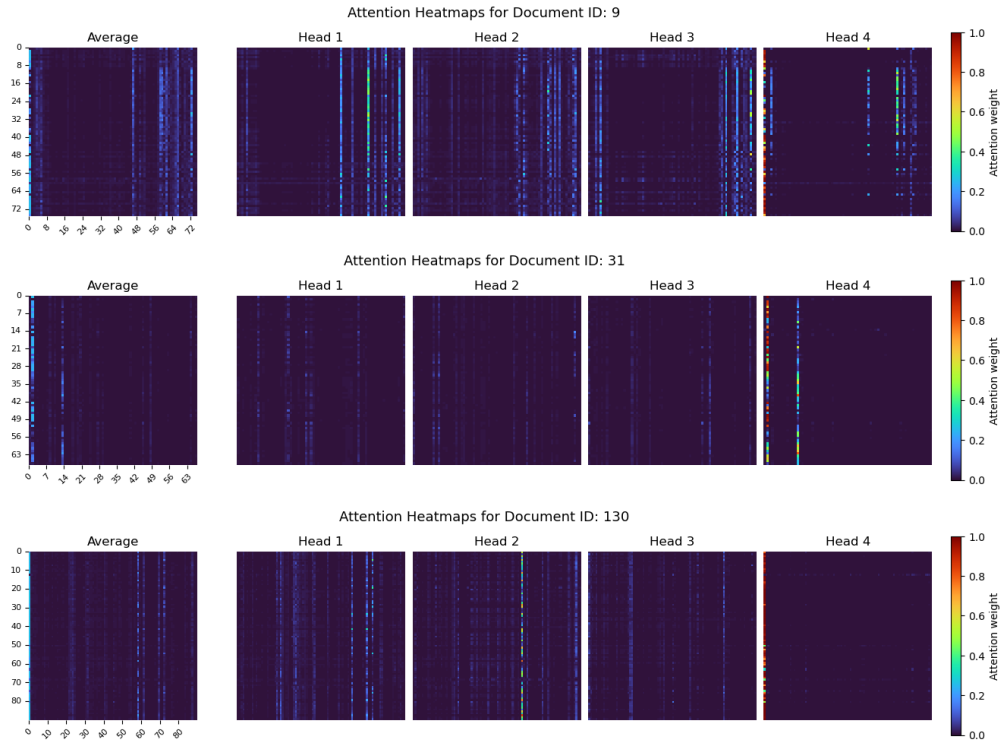 Attention Heatmaps for Document ID: 9
Average Head 1 Head 2 Head 3 Head 4
0 8 16 24 32 40 48 56 64 72
0 8 16 24 32 40 48 56 64 72
1.0 0.8 0.6 0.4 0.2 0.0
Attention weight
Attention Heatmaps for Document ID: 31
Average Head 1 Head 2 Head 3 Head 4
0 7 14 21 28 35 42 49 56 63
0 7 14 21 28 35 42 49 56 63
1.0 0.8 0.6 0.4 0.2 0.0
Attention weight
Attention Heatmaps for Document ID: 130
Average Head 1 Head 2 Head 3 Head 4
0 10 20 30 40 50 60 70 80
0 10 20 30 40 50 60 70 80
1.0 0.8 0.6 0.4 0.2 0.0
Attention weight